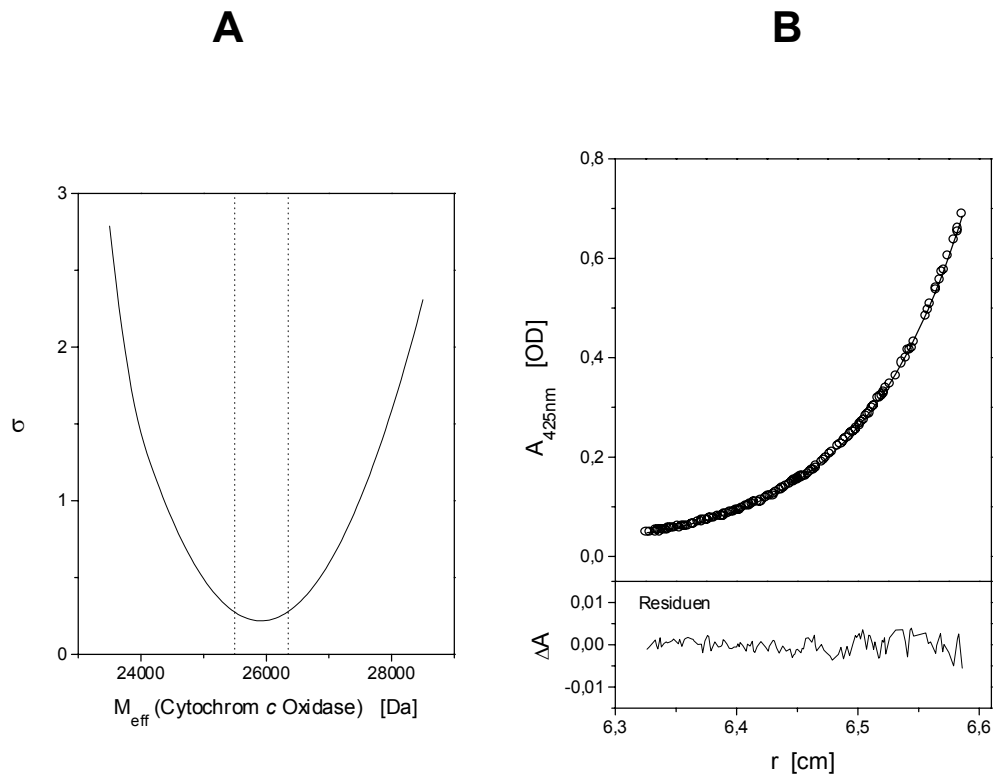 A
B
3
2
1
0
σ
24000 26000 28000
M_eff (Cytochrom c Oxidase) [Da]
0,8
0,6
0,4
0,2
0,0
A_425nm [OD]
Residuen
0,01
0,00
-0,01
ΔA
6,3 6,4 6,5 6,6
r [cm]